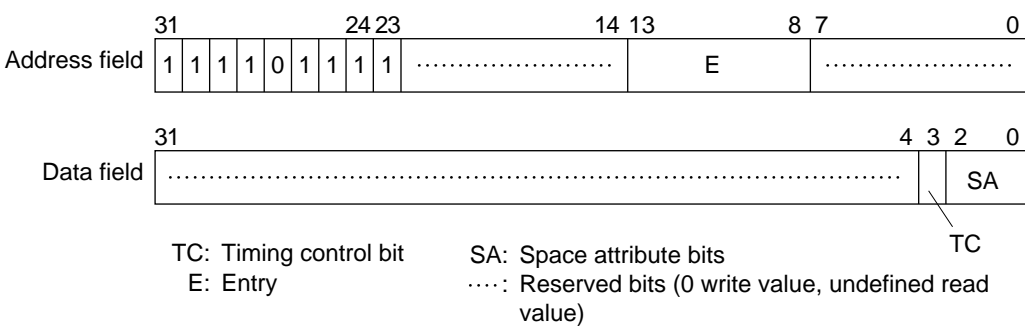 31 24 23 14 13 8 7 0
Address field 1 1 1 1 0 1 1 1 1 E
31 4 3 2 0
Data field SA
TC
TC: Timing control bit
E: Entry
SA: Space attribute bits
····: Reserved bits (0 write value, undefined read
value)